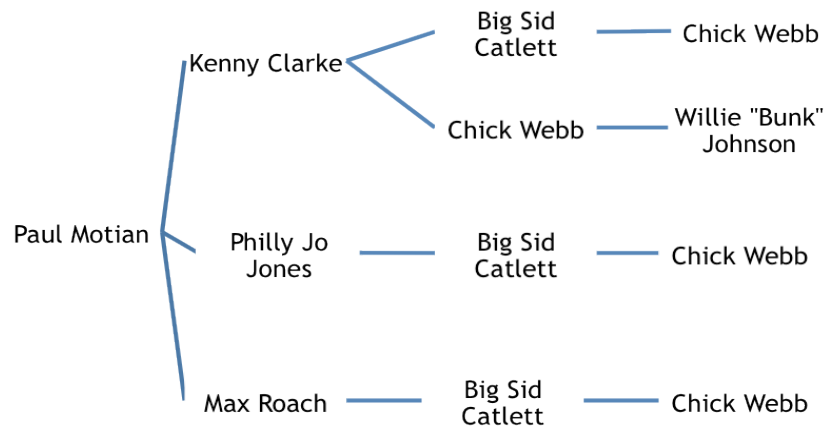 Big Sid
Catlett
Chick Webb
Kenny Clarke
Chick Webb
Willie "Bunk"
Johnson
Paul Motian
Philly Jo
Jones
Big Sid
Catlett
Chick Webb
Max Roach
Big Sid
Catlett
Chick Webb